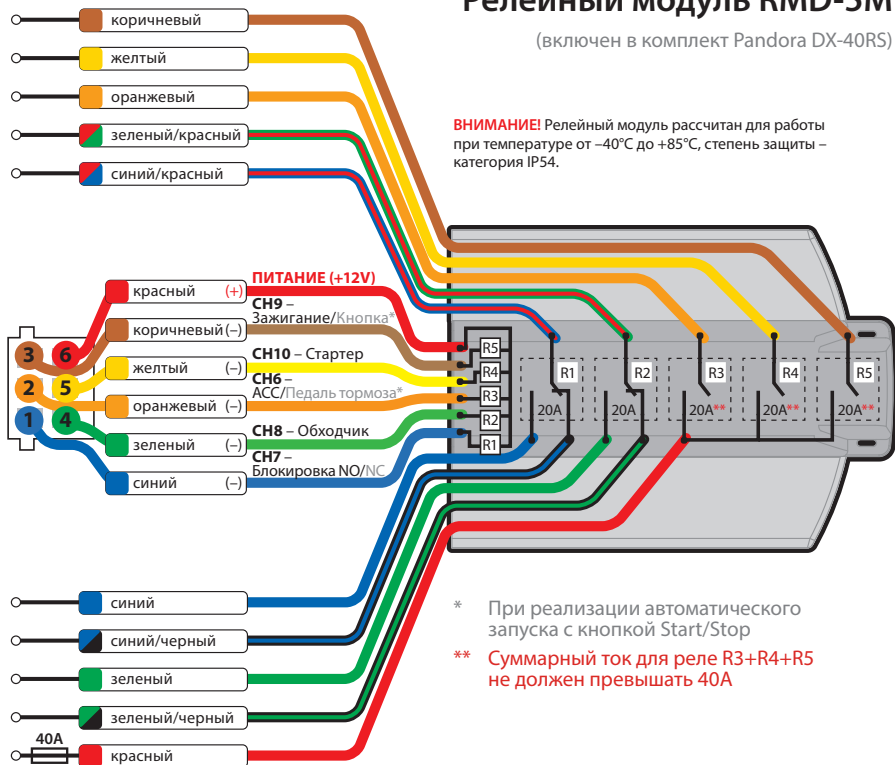 Релейный модуль RMD-5M
(включен в комплект Pandora DX-40RS)
ВНИМАНИЕ! Релейный модуль рассчитан для работы
при температуре от –40°C до +85°C, степень защиты –
категория IP54.
коричневый
желтый
оранжевый
зеленый/красный
синий/красный
3
6
2
5
1
4
красный (+)
коричневый (–)
желтый (–)
оранжевый (–)
зеленый (–)
синий (–)
ПИТАНИЕ (+12V)
CH9 –
Зажигание/Кнопка*
CH10 – Стартер
CH6 –
ACC/Педаль тормоза*
CH8 – Обходчик
CH7 –
Блокировка NO/NC
R5
R4
R3
R2
R1
R1
R2
R3
R4
R5
20A
20A
20A**
20A**
20A**
синий
синий/черный
зеленый
зеленый/черный
40A
красный
* При реализации автоматического
запуска с кнопкой Start/Stop
** Суммарный ток для реле R3+R4+R5
не должен превышать 40А